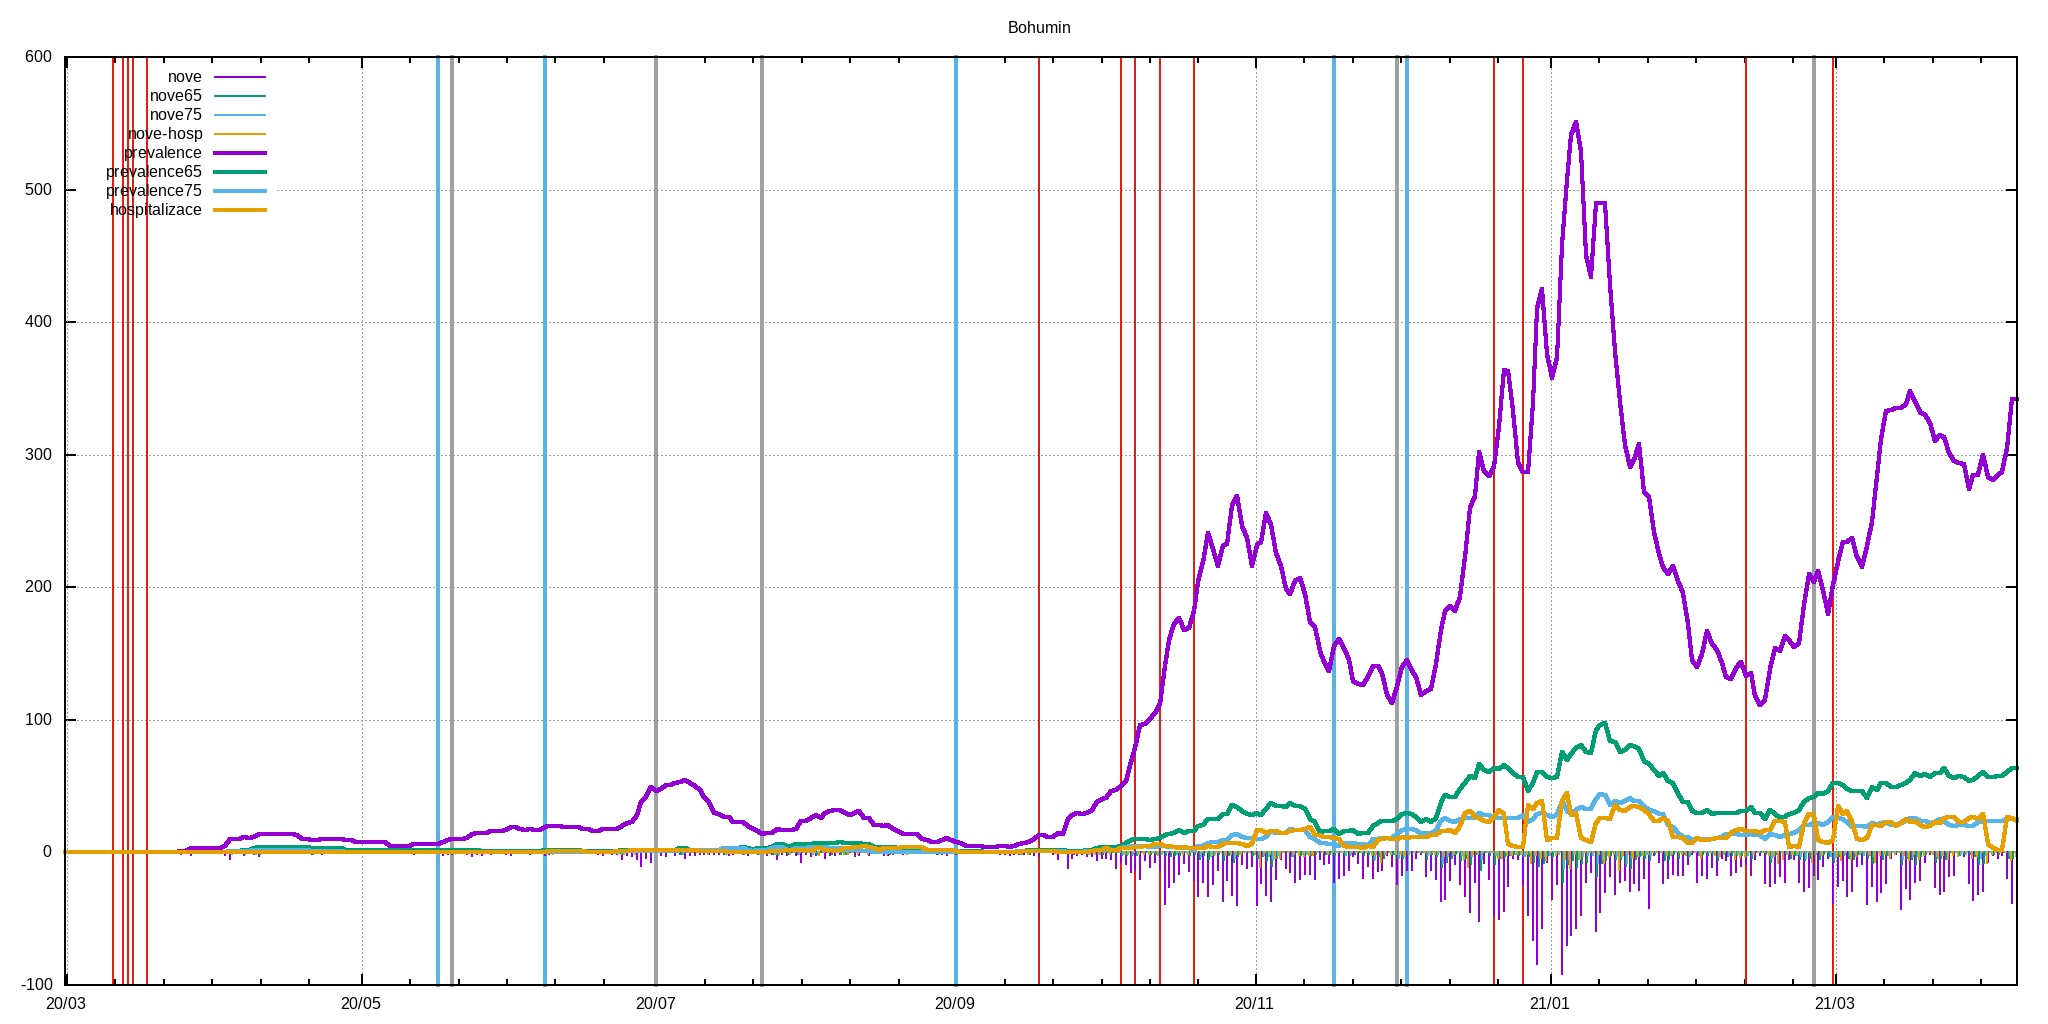 Bohumin
600
500
400
300
200
100
0
-100
nove
nove65
nove75
nove-hosp
prevalence
prevalence65
prevalence75
hospitalizace
20/03 20/05 20/07 20/09 20/11 21/01 21/03